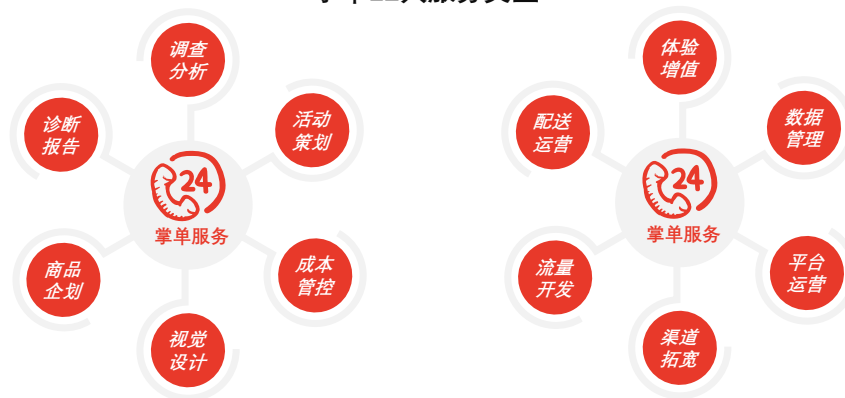 调查
分析
诊断
报告
活动
策划
24
掌单服务
商品
企划
成本
管控
视觉
设计
体验
增值
配送
运营
数据
管理
24
掌单服务
流量
开发
平台
运营
渠道
拓宽